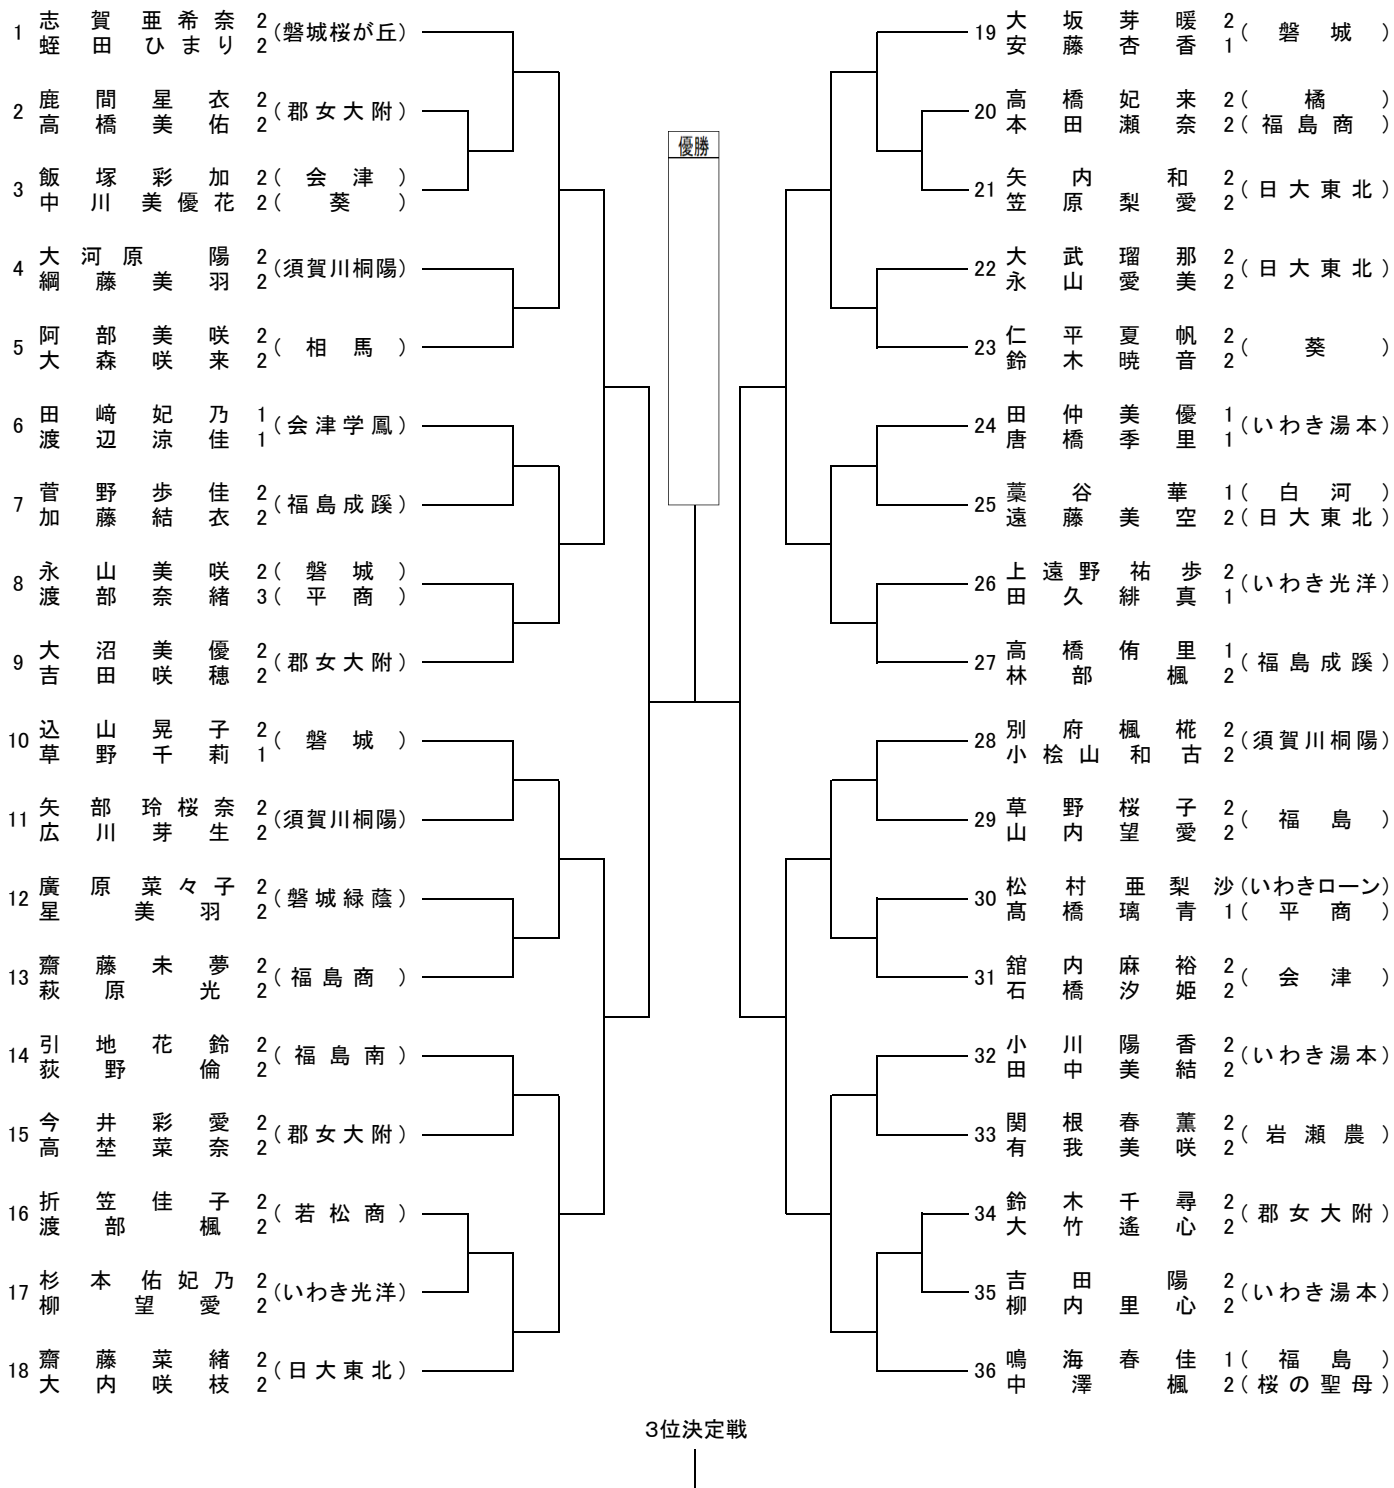 1 志賀亜希奈 2 (磐城桜が丘)
蛭田ひまり 2
2 鹿間星衣 2 (郡女大附)
高橋美佑 2
3 飯塚彩加 2 (会津)
中川美優花 2 (葵)
4 大河原陽 2 (須賀川桐陽)
綱藤美羽 2
5 阿部美咲 2 (相馬)
大森咲来 2
6 田﨑妃乃 1 (会津学鳳)
渡辺涼佳 1
7 菅野歩佳 2 (福島成蹊)
加藤結衣 2
8 永山美咲 2 (磐城)
渡部奈緒 3 (平商)
9 大沼美優 2 (郡女大附)
吉田咲穂 2
10 込山晃子 2 (磐城)
草野千莉 1
11 矢部玲桜奈 2 (須賀川桐陽)
広川芽生 2
12 廣原菜々子 2 (磐城緑蔭)
星美羽 2
13 齋藤未夢 2 (福島商)
萩原光 2
14 引地花鈴 2 (福島南)
荻野倫 2
15 今井彩愛 2 (郡女大附)
高埜菜奈 2
16 折笠佳子 2 (若松商)
渡部楓 2
17 杉本佑妃乃 2 (いわき光洋)
柳望愛 2
18 齋藤菜緒 2 (日大東北)
大内咲枝 2
優勝
19 大坂芽暖 2 (磐城)
安藤杏香 1
20 高橋妃来 2 (橘)
本田瀬奈 2 (福島商)
21 矢内和 2 (日大東北)
笠原梨愛 2
22 大武瑠那 2 (日大東北)
永山愛美 2
23 仁平夏帆 2 (葵)
鈴木暁音 2
24 田仲美優 1 (いわき湯本)
唐橋季里 1
25 藁谷華 1 (白河)
遠藤美空 2 (日大東北)
26 上遠野祐歩 2 (いわき光洋)
田久緋真 1
27 高橋侑里 1 (福島成蹊)
林部楓 2
28 別府楓椛 2 (須賀川桐陽)
小桧山和古 2
29 草野桜子 2 (福島)
山内望愛 2
30 松村亜梨沙 (いわきローン)
髙橋璃青 1 (平商)
31 舘内麻裕 2 (会津)
石橋汐姫 2
32 小川陽香 2 (いわき湯本)
田中美結 2
33 関根春薫 2 (岩瀬農)
有我美咲 2
34 鈴木千尋 2 (郡女大附)
大竹遙心 2
35 吉田陽 2 (いわき湯本)
柳内里心 2
36 鳴海春佳 1 (福島)
中澤楓 2 (桜の聖母)
3位決定戦